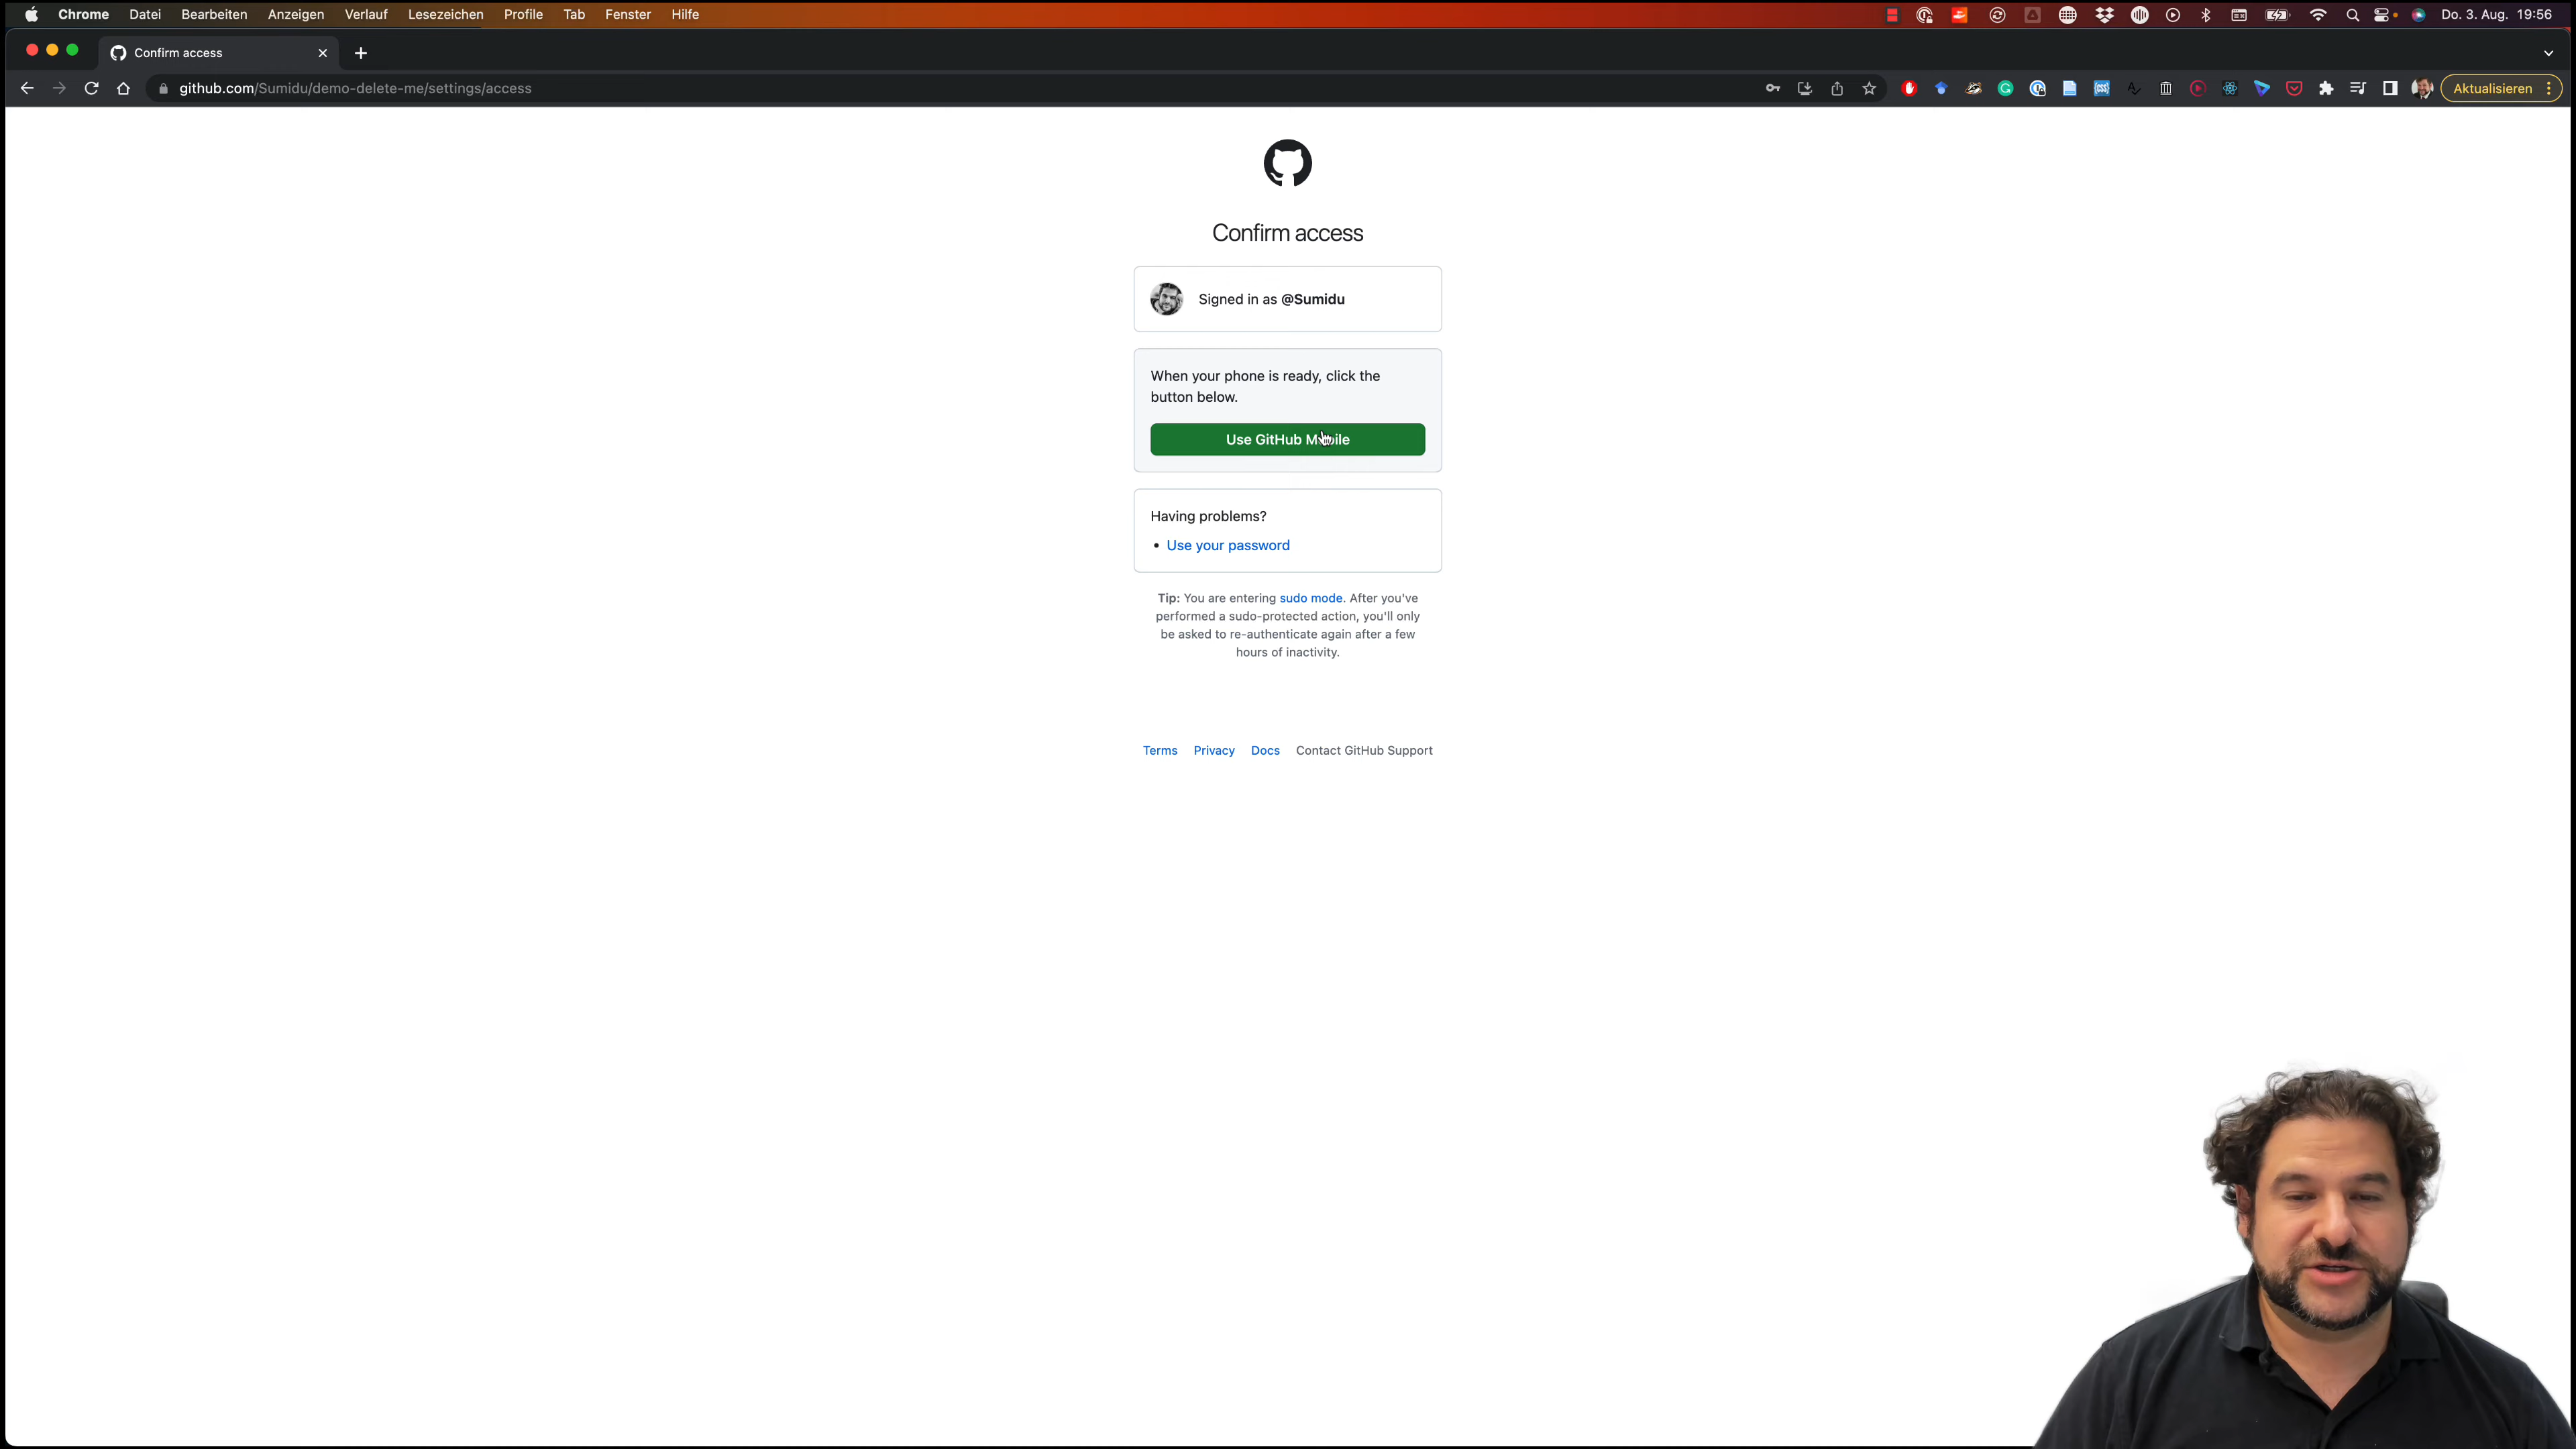 Chrome Datei Bearbeiten Anzeigen Verlauf Lesezeichen Profile Tab Fenster Hilfe Do. 3. Aug. 19:56
Confirm access
github.com/Sumidu/demo-delete-me/settings/access Aktualisieren
Confirm access
Signed in as @Sumidu
When your phone is ready, click the
button below.
Use GitHub Mobile
Having problems?
• Use your password
Tip: You are entering sudo mode. After you've
performed a sudo-protected action, you'll only
be asked to re-authenticate again after a few
hours of inactivity.
Terms Privacy Docs Contact GitHub Support